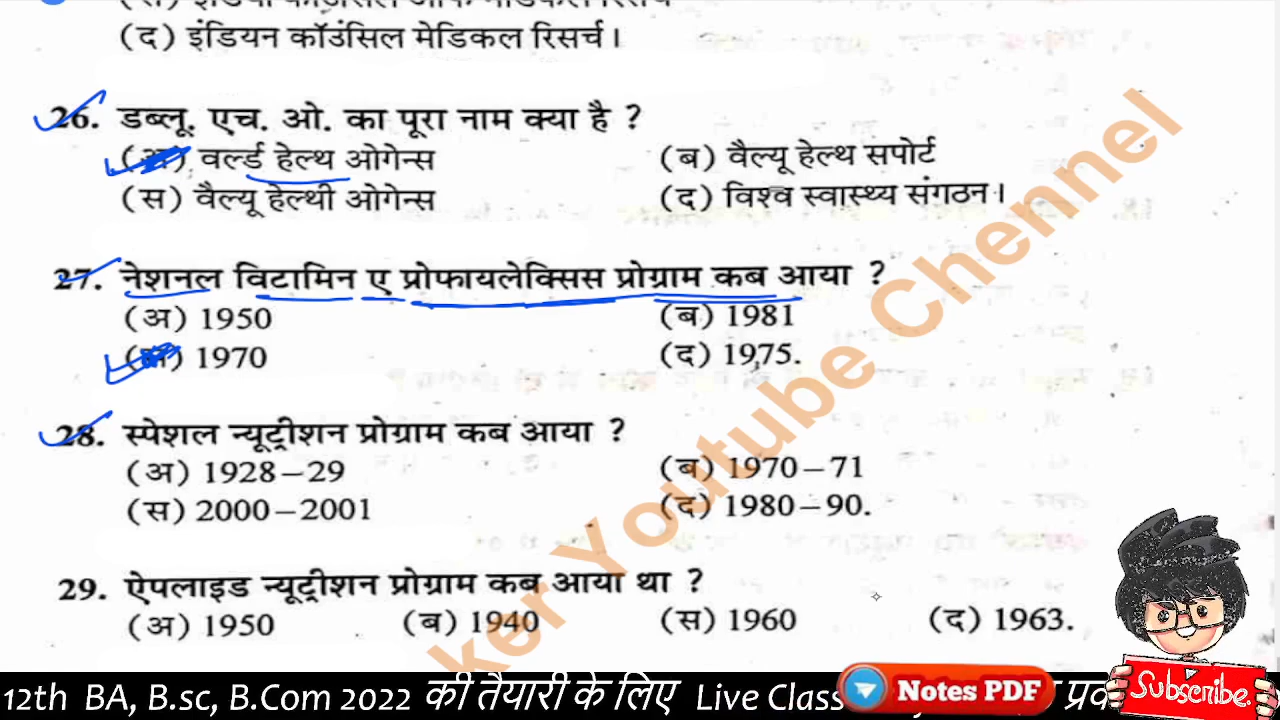 (द) इंडियन कॉउंसिल मेडिकल रिसर्च।
26. डब्लू. एच. ओ. का पूरा नाम क्या है ?
(अ) वर्ल्ड हेल्थ ओगेन्स (ब) वैल्यू हेल्थ सपोर्ट
(स) वैल्यू हेल्थी ओगेन्स (द) विश्व स्वास्थ्य संगठन।
27. नेशनल विटामिन ए प्रोफायलेक्सिस प्रोग्राम कब आया ?
(अ) 1950 (ब) 1981
(स) 1970 (द) 1975.
28. स्पेशल न्यूट्रीशन प्रोग्राम कब आया ?
(अ) 1928–29 (ब) 1970–71
(स) 2000–2001 (द) 1980–90.
29. ऐपलाइड न्यूट्रीशन प्रोग्राम कब आया था ?
(अ) 1950 (ब) 1940 (स) 1960 (द) 1963.
ker Youtube Chennel
12th BA, B.sc, B.Com 2022 की तैयारी के लिए Live Class
Notes PDF
Subscribe.